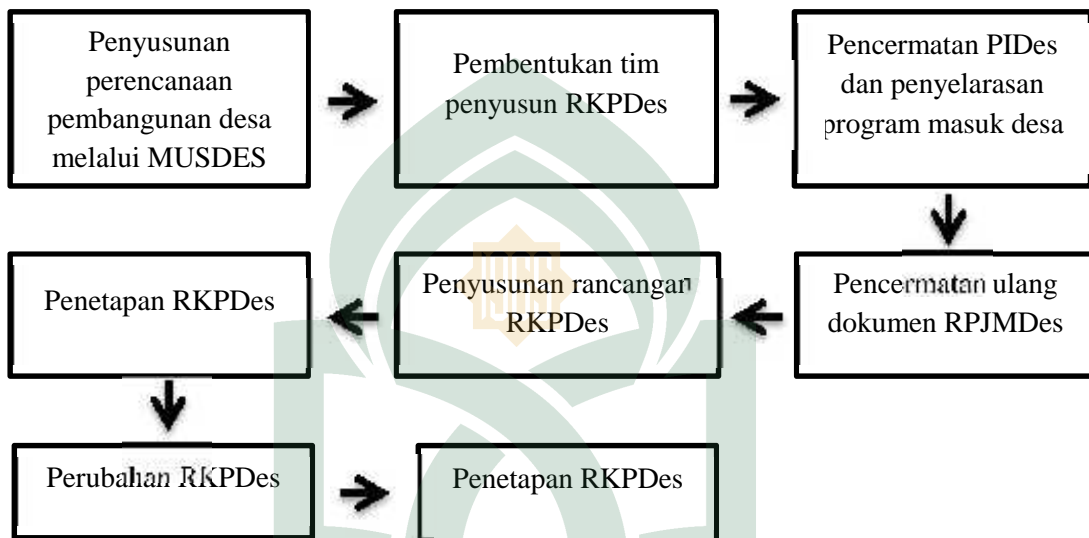 Penyusunan
perencanaan
pembangunan desa
melalui MUSDES
Pembentukan tim
penyusun RKPDes
Pencermatan PIDes
dan penyelarasan
program masuk desa
Pencermatan ulang
dokumen RPJMDes
Penyusunan rancangan
RKPDes
Penetapan RKPDes
Perubahan RKPDes
Penetapan RKPDes